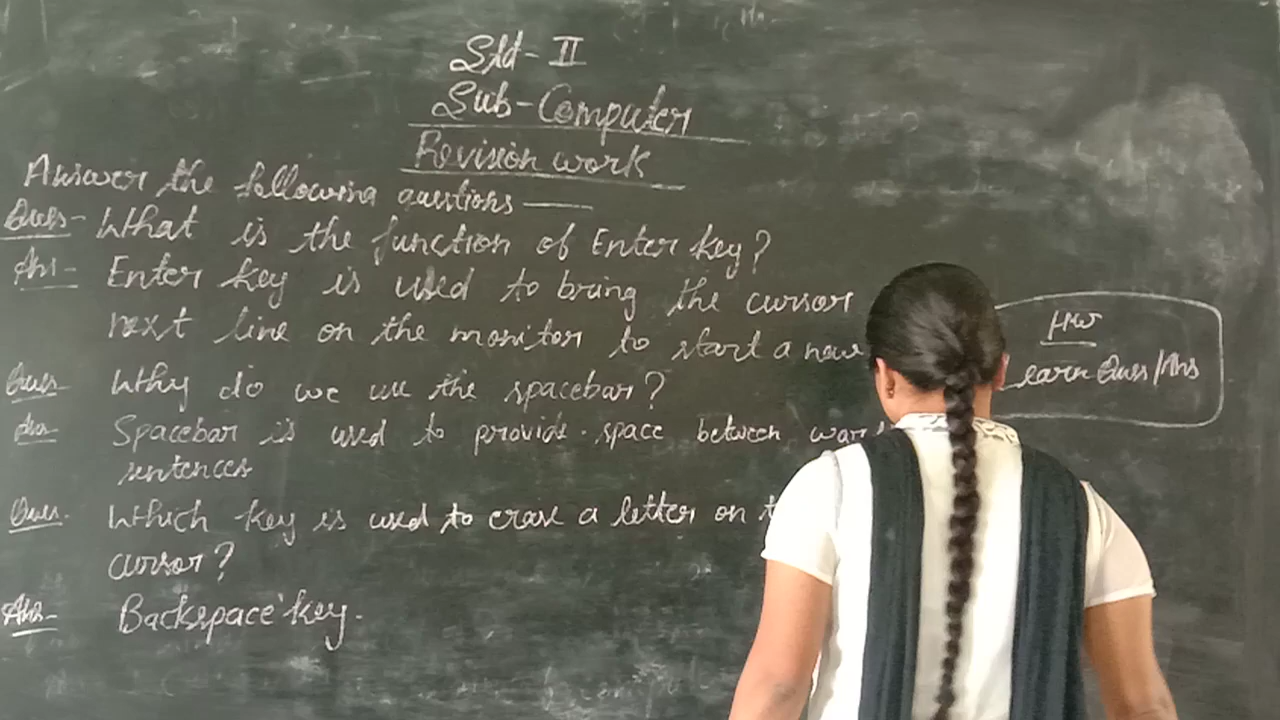 Std - II
Sub - Computer
Revision work
Answer the following questions —
Ques - What is the function of Enter key?
Ans - Enter key is used to bring the cursor
next line on the monitor to start a new
Ques - Why do we use the spacebar?
Ans Spacebar is used to provide space between
sentences
Ques. Which key is used to erase a letter on
cursor?
Ans - Backspace key.
HW
earn Ques/Ans